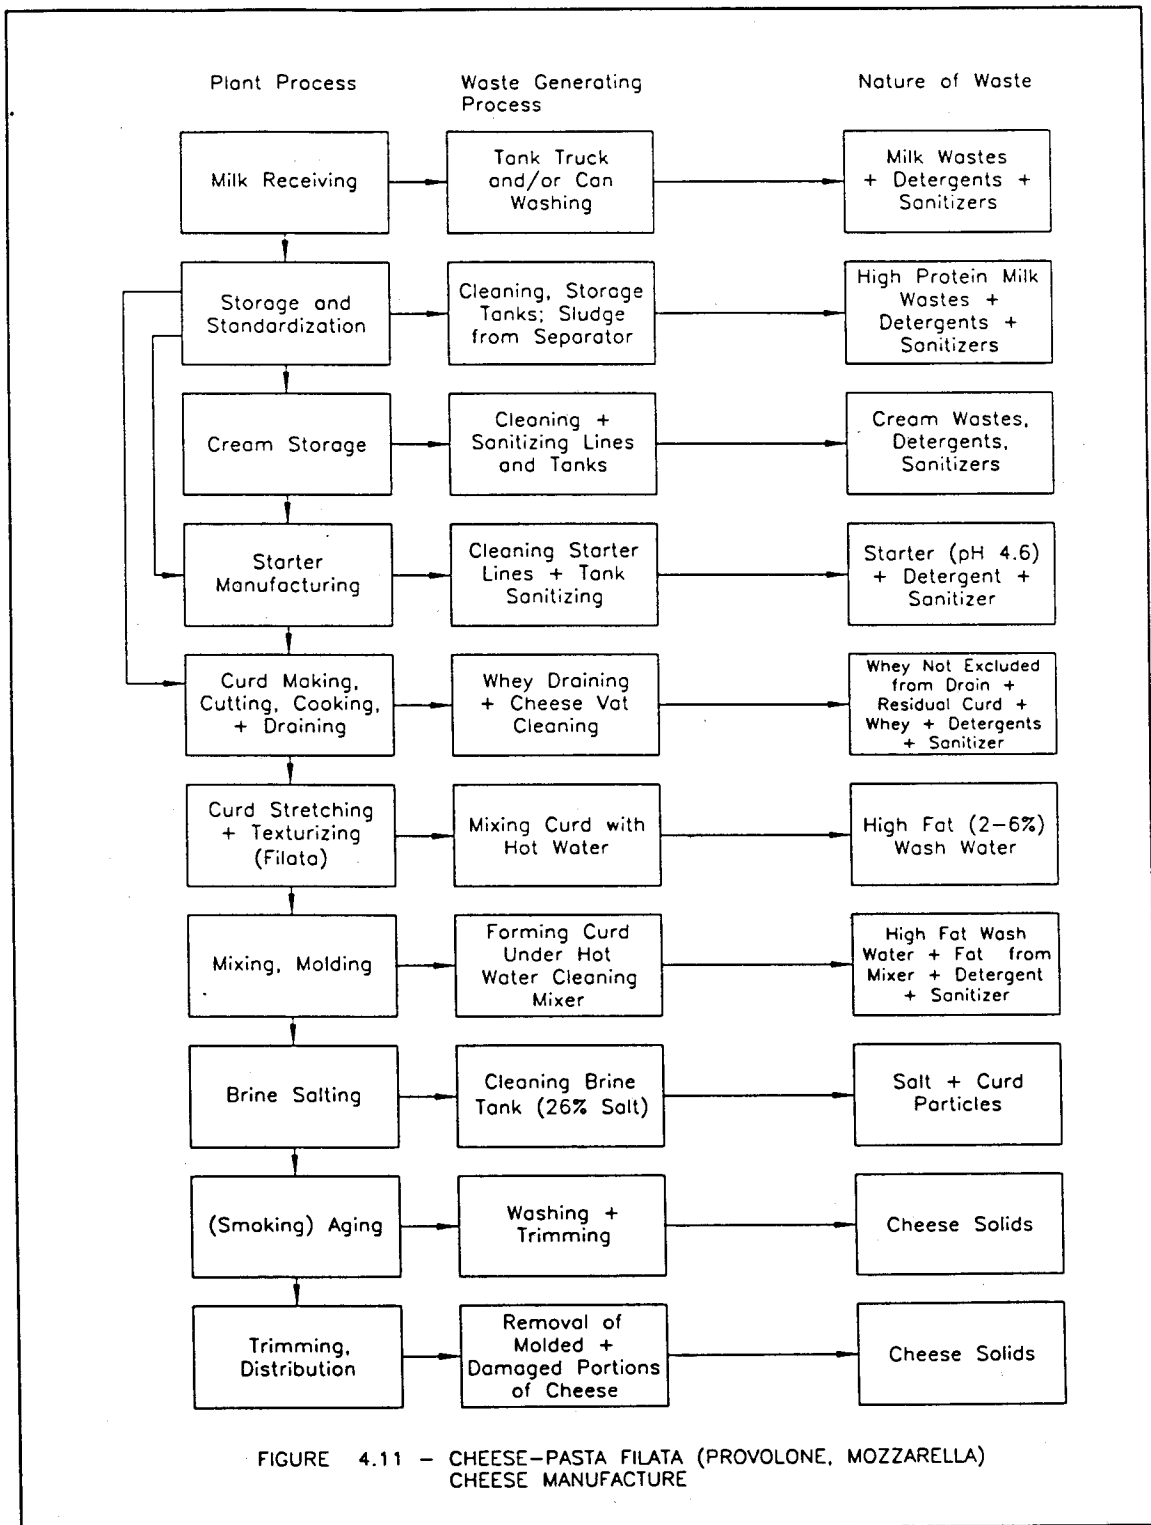 Plant Process
Waste Generating
Process
Nature of Waste
Milk Receiving
Tank Truck
and/or Can
Washing
Milk Wastes
+ Detergents +
Sanitizers
Storage and
Standardization
Cleaning, Storage
Tanks; Sludge
from Separator
High Protein Milk
Wastes +
Detergents +
Sanitizers
Cream Storage
Cleaning +
Sanitizing Lines
and Tanks
Cream Wastes,
Detergents,
Sanitizers
Starter
Manufacturing
Cleaning Starter
Lines + Tank
Sanitizing
Starter (pH 4.6)
+ Detergent +
Sanitizer
Curd Making,
Cutting, Cooking,
+ Draining
Whey Draining
+ Cheese Vat
Cleaning
Whey Not Excluded
from Drain +
Residual Curd +
Whey + Detergents
+ Sanitizer
Curd Stretching
+ Texturizing
(Filata)
Mixing Curd with
Hot Water
High Fat (2-6%)
Wash Water
Mixing, Molding
Forming Curd
Under Hot
Water Cleaning
Mixer
High Fat Wash
Water + Fat from
Mixer + Detergent
+ Sanitizer
Brine Salting
Cleaning Brine
Tank (26% Salt)
Salt + Curd
Particles
(Smoking) Aging
Washing +
Trimming
Cheese Solids
Trimming,
Distribution
Removal of
Molded +
Damaged Portions
of Cheese
Cheese Solids
FIGURE 4.11 - CHEESE-PASTA FILATA (PROVOLONE, MOZZARELLA)
CHEESE MANUFACTURE